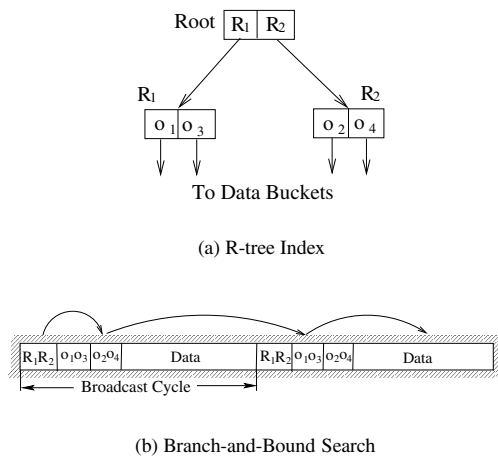 Root R₁ R₂
R₁ R₂
o₁ o₃ o₂ o₄
To Data Buckets
(a) R-tree Index
R₁R₂ o₁o₃ o₂o₄ Data R₁R₂ o₁o₃ o₂o₄ Data
Broadcast Cycle
(b) Branch-and-Bound Search